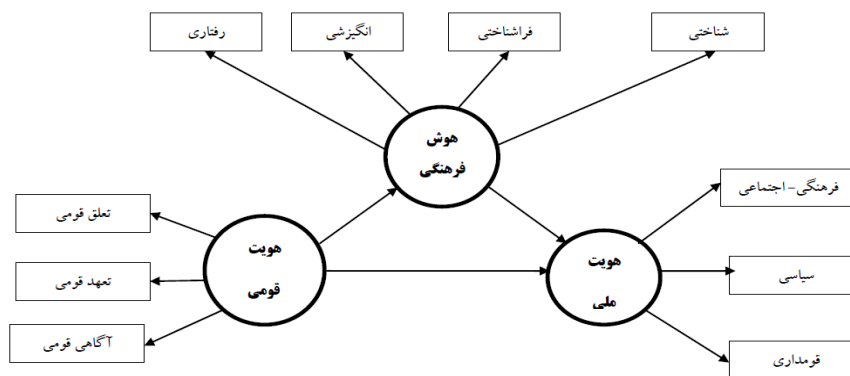 شناختی
فراشناختی
انگیزشی
رفتاری
هوش
فرهنگی
فرهنگی - اجتماعی
تعلق قومی
هویت
ملی
هویت
قومی
سیاسی
تعهد قومی
آگاهی قومی
قومداری